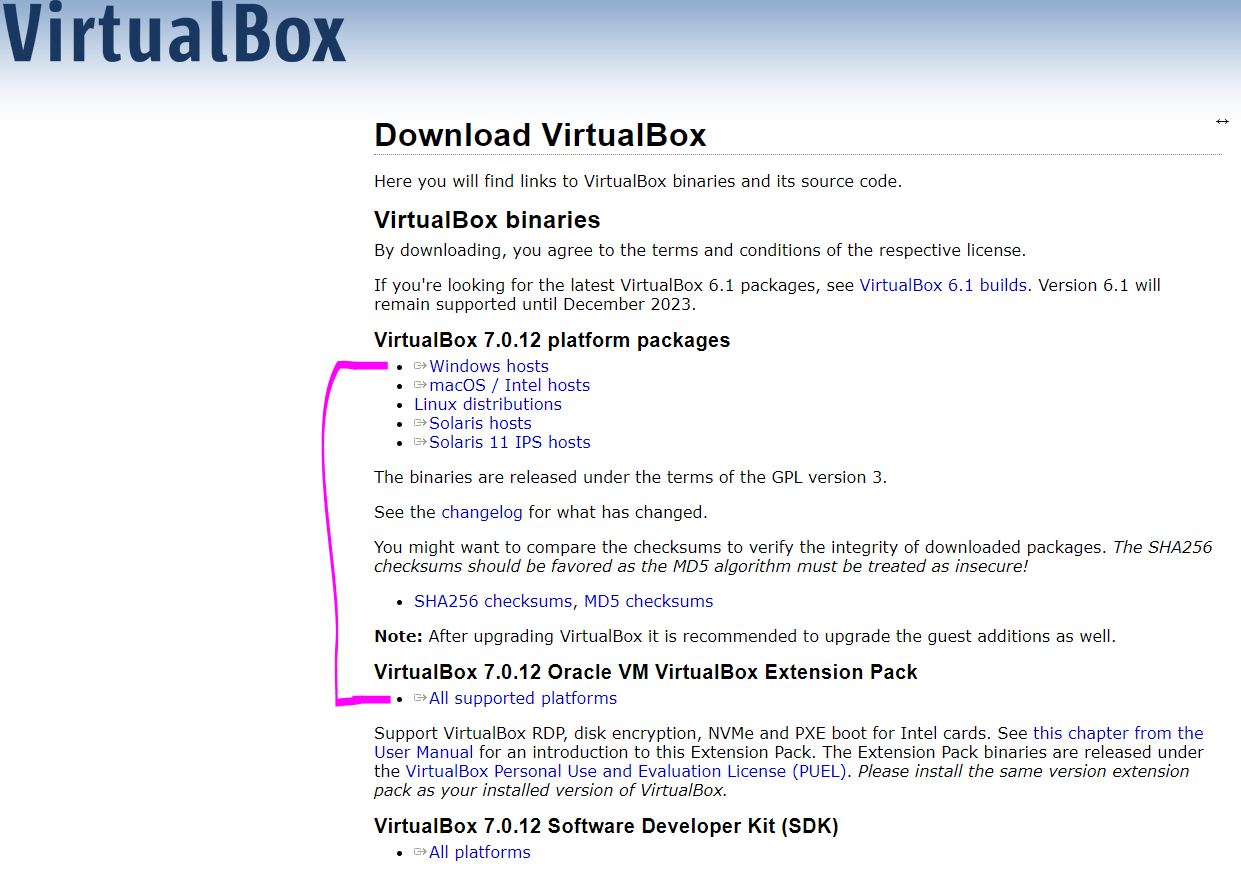 VirtualBox
Download VirtualBox
Here you will find links to VirtualBox binaries and its source code.
VirtualBox binaries
By downloading, you agree to the terms and conditions of the respective license.
If you're looking for the latest VirtualBox 6.1 packages, see VirtualBox 6.1 builds. Version 6.1 will
remain supported until December 2023.
VirtualBox 7.0.12 platform packages
Windows hosts
macOS / Intel hosts
Linux distributions
Solaris hosts
Solaris 11 IPS hosts
The binaries are released under the terms of the GPL version 3.
See the changelog for what has changed.
You might want to compare the checksums to verify the integrity of downloaded packages. The SHA256
checksums should be favored as the MD5 algorithm must be treated as insecure!
SHA256 checksums, MD5 checksums
Note: After upgrading VirtualBox it is recommended to upgrade the guest additions as well.
VirtualBox 7.0.12 Oracle VM VirtualBox Extension Pack
All supported platforms
Support VirtualBox RDP, disk encryption, NVMe and PXE boot for Intel cards. See this chapter from the
User Manual for an introduction to this Extension Pack. The Extension Pack binaries are released under
the VirtualBox Personal Use and Evaluation License (PUEL). Please install the same version extension
pack as your installed version of VirtualBox.
VirtualBox 7.0.12 Software Developer Kit (SDK)
All platforms